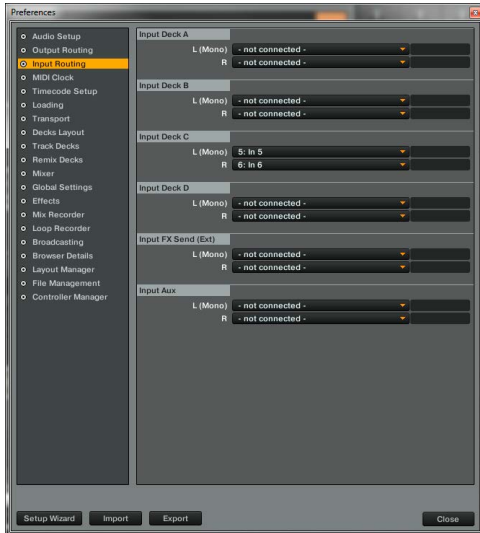 Preferences
Audio Setup
Output Routing
Input Routing
MIDI Clock
Timecode Setup
Loading
Transport
Decks Layout
Track Decks
Remix Decks
Mixer
Global Settings
Effects
Mix Recorder
Loop Recorder
Broadcasting
Browser Details
Layout Manager
File Management
Controller Manager
Input Deck A
L (Mono) - not connected -
R - not connected -
Input Deck B
L (Mono) - not connected -
R - not connected -
Input Deck C
L (Mono) 5: In 5
R 6: In 6
Input Deck D
L (Mono) - not connected -
R - not connected -
Input FX Send (Ext)
L (Mono) - not connected -
R - not connected -
Input Aux
L (Mono) - not connected -
R - not connected -
Setup Wizard Import Export Close